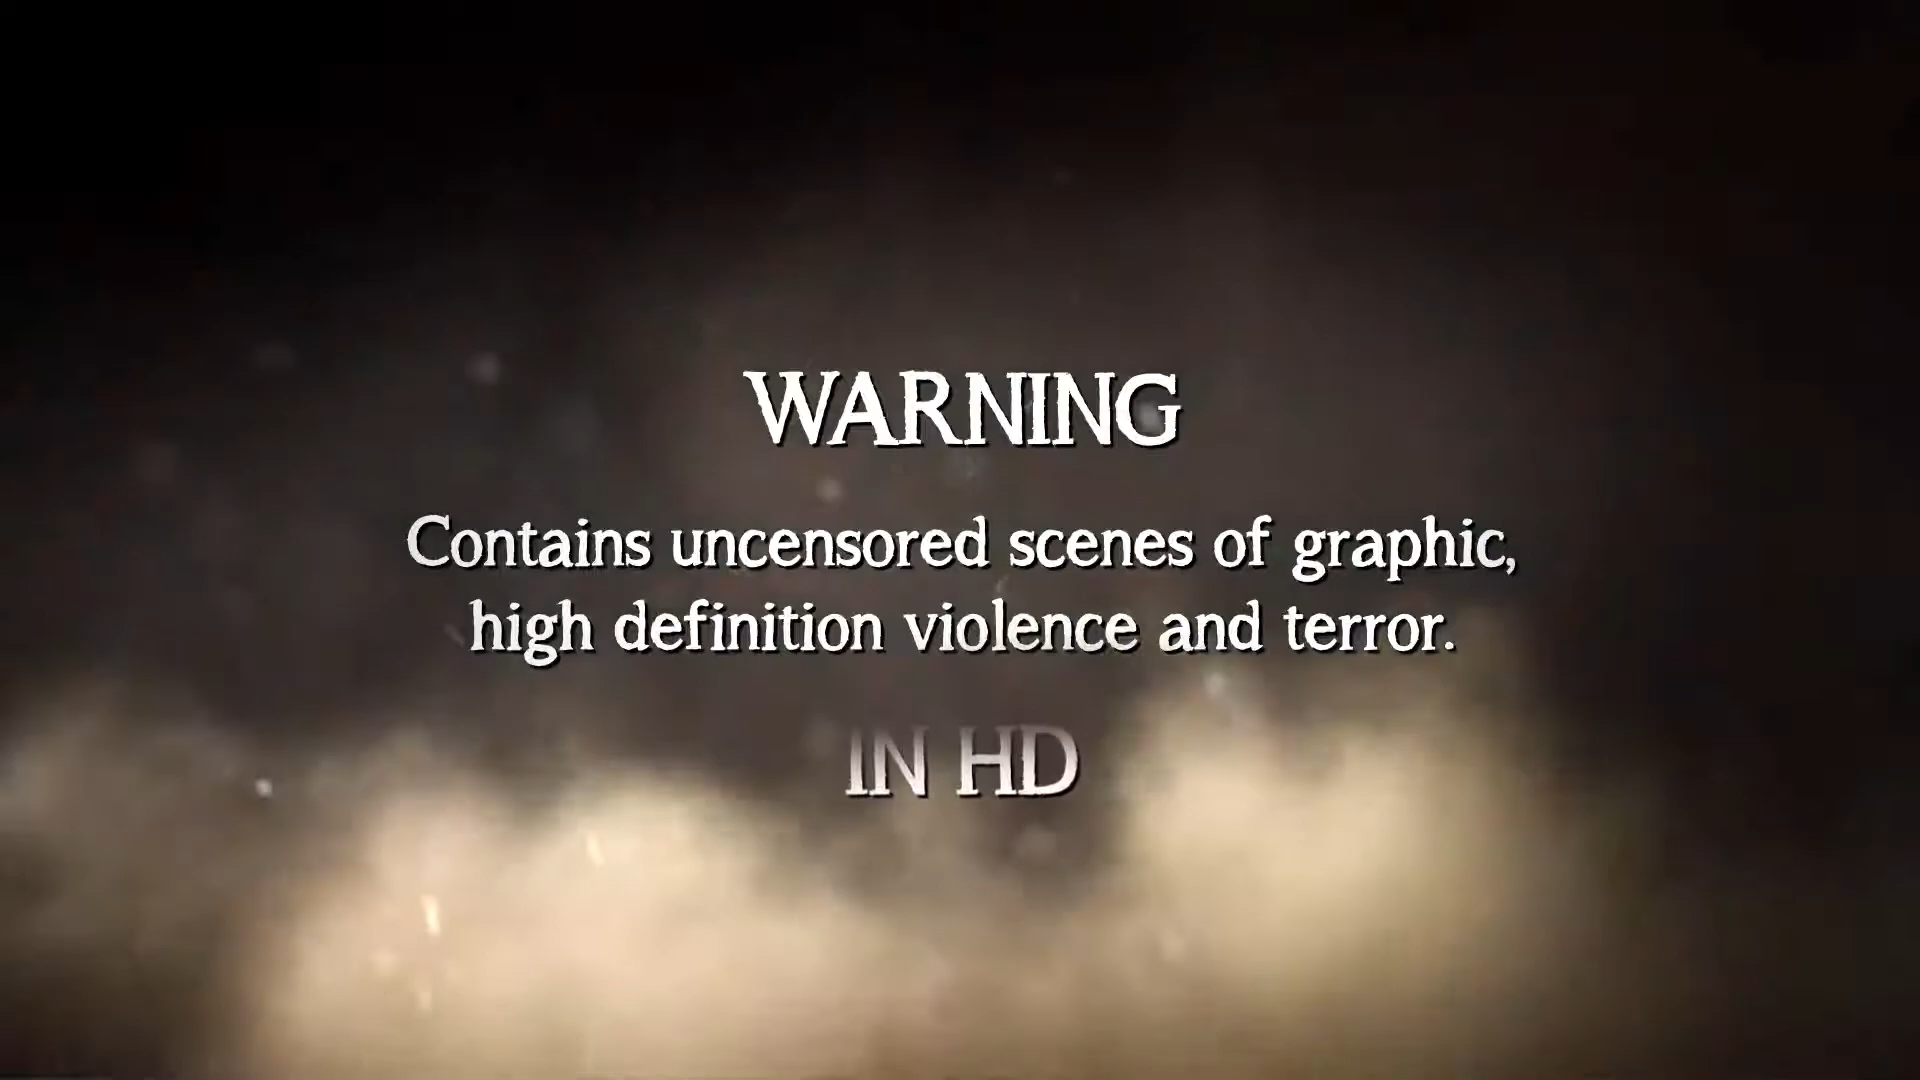 WARNING
Contains uncensored scenes of graphic,
high definition violence and terror.
IN HD